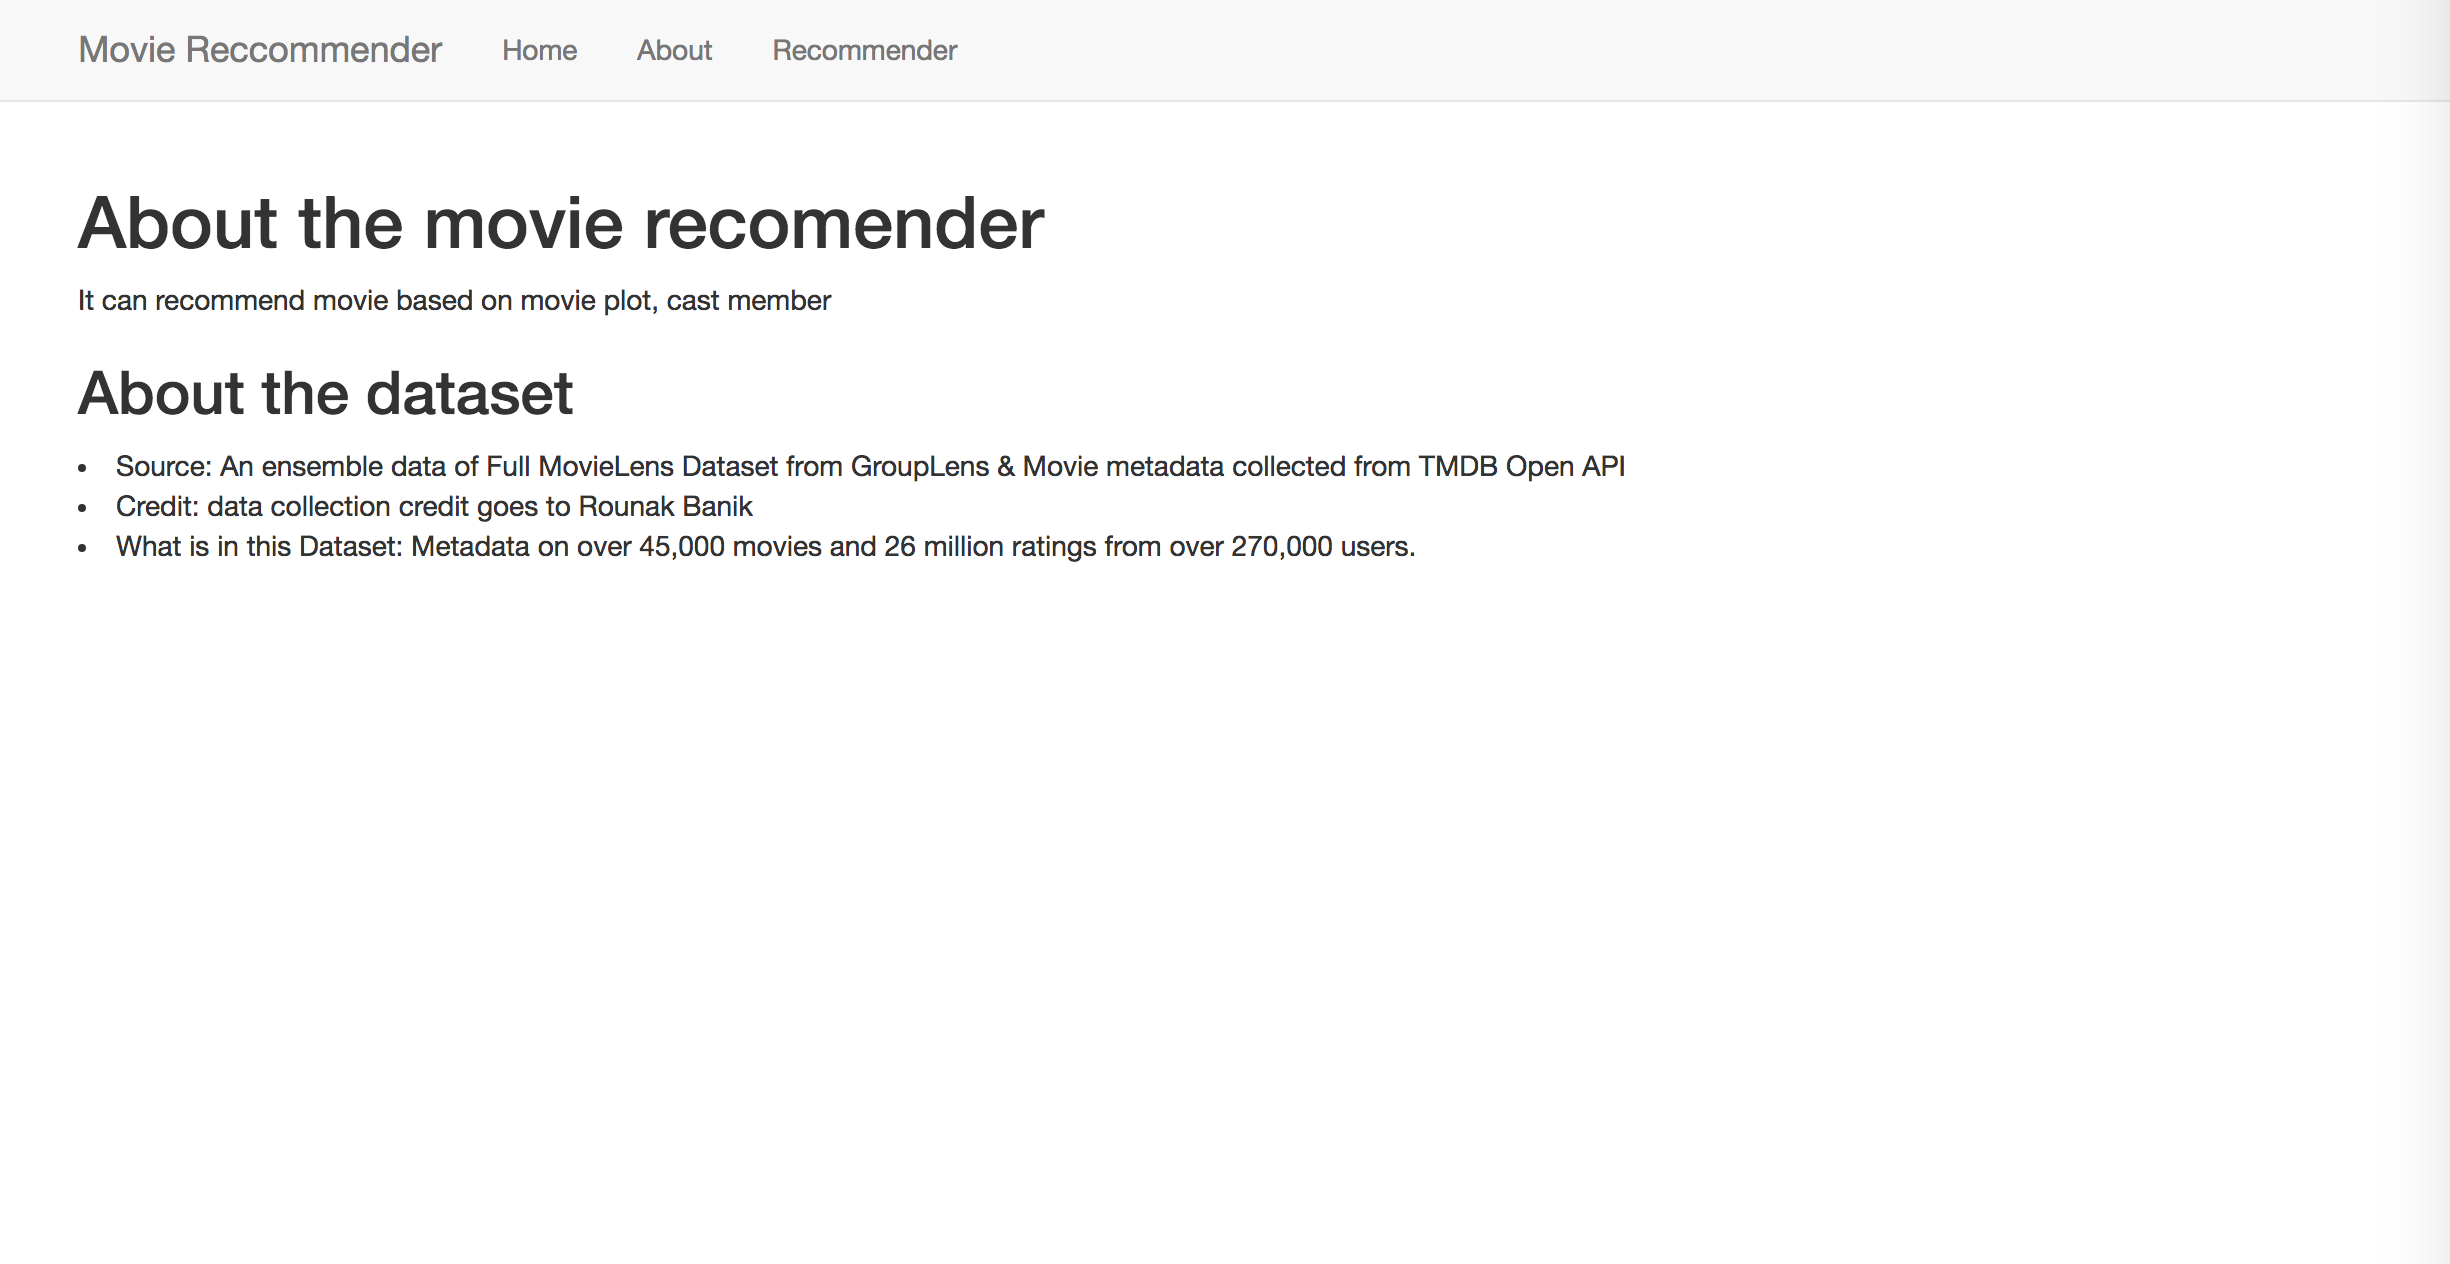 Movie Reccommender Home About Recommender
About the movie recomender
It can recommend movie based on movie plot, cast member
About the dataset
• Source: An ensemble data of Full MovieLens Dataset from GroupLens & Movie metadata collected from TMDB Open API
• Credit: data collection credit goes to Rounak Banik
• What is in this Dataset: Metadata on over 45,000 movies and 26 million ratings from over 270,000 users.